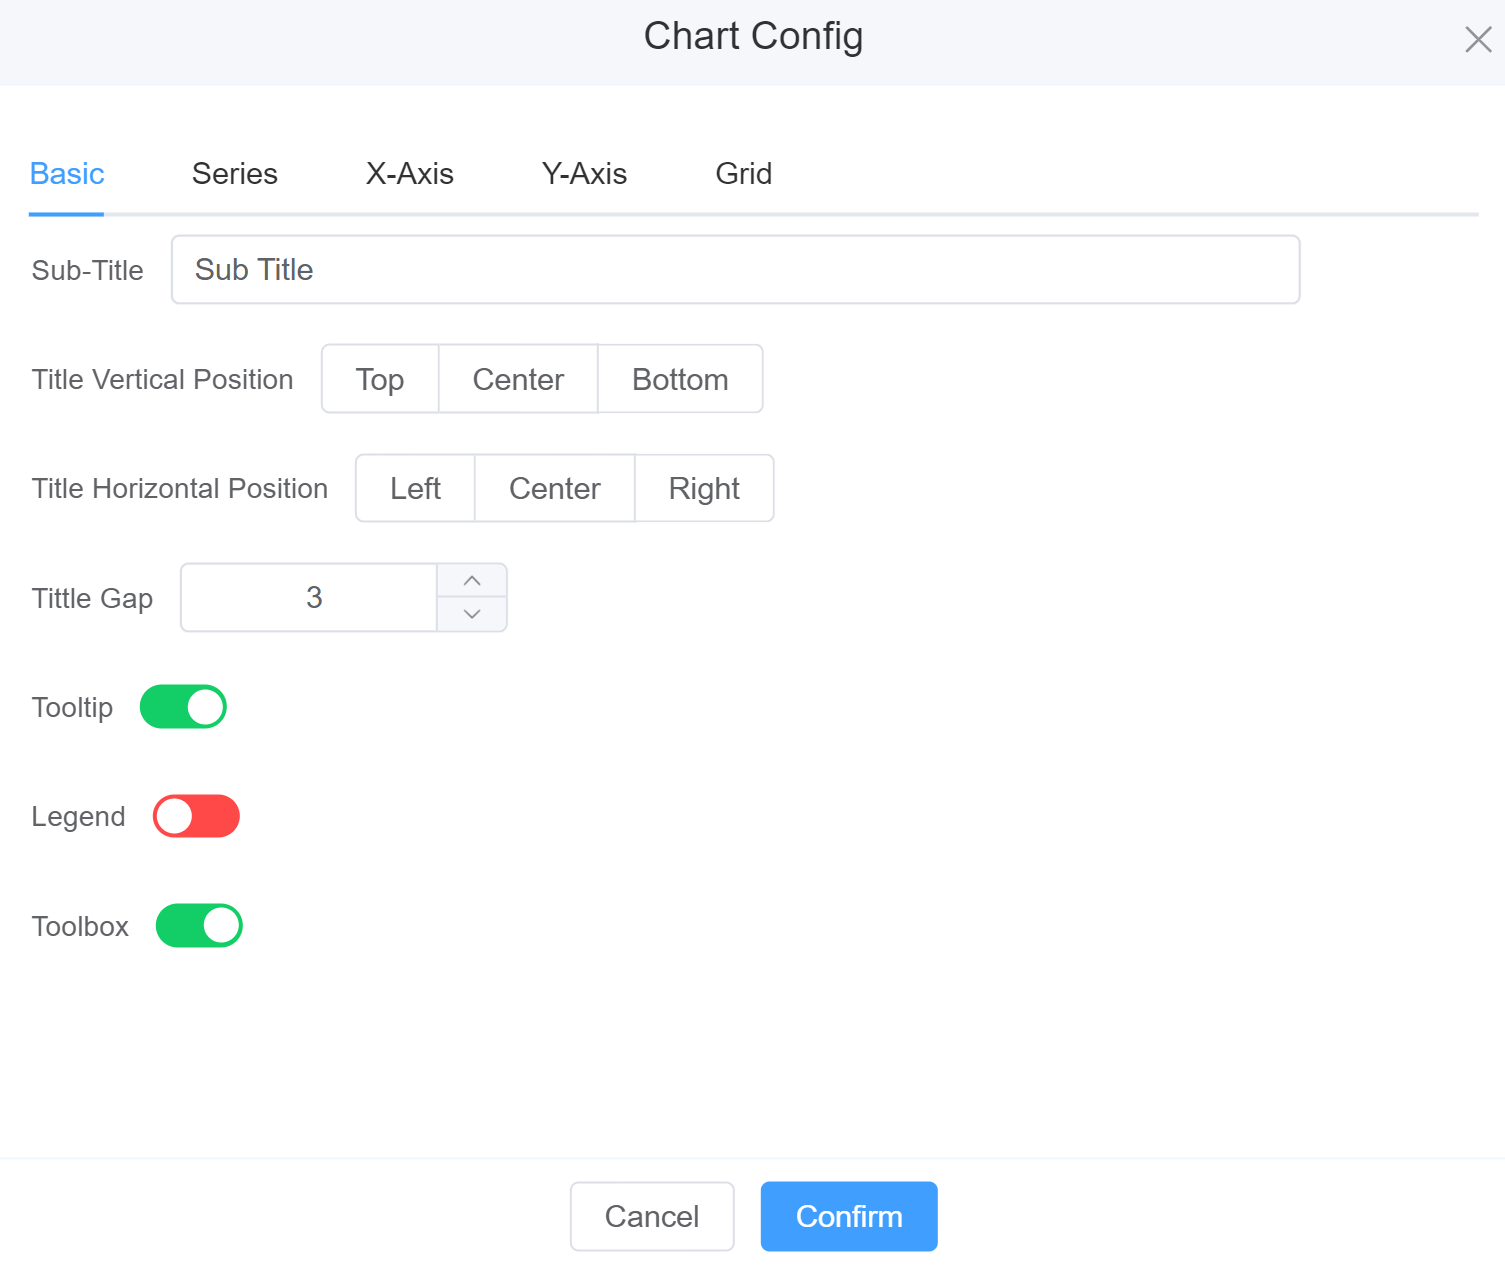 Chart Config
Basic Series X-Axis Y-Axis Grid
Sub-Title Sub Title
Title Vertical Position Top Center Bottom
Title Horizontal Position Left Center Right
Tittle Gap 3
Tooltip
Legend
Toolbox
Cancel Confirm